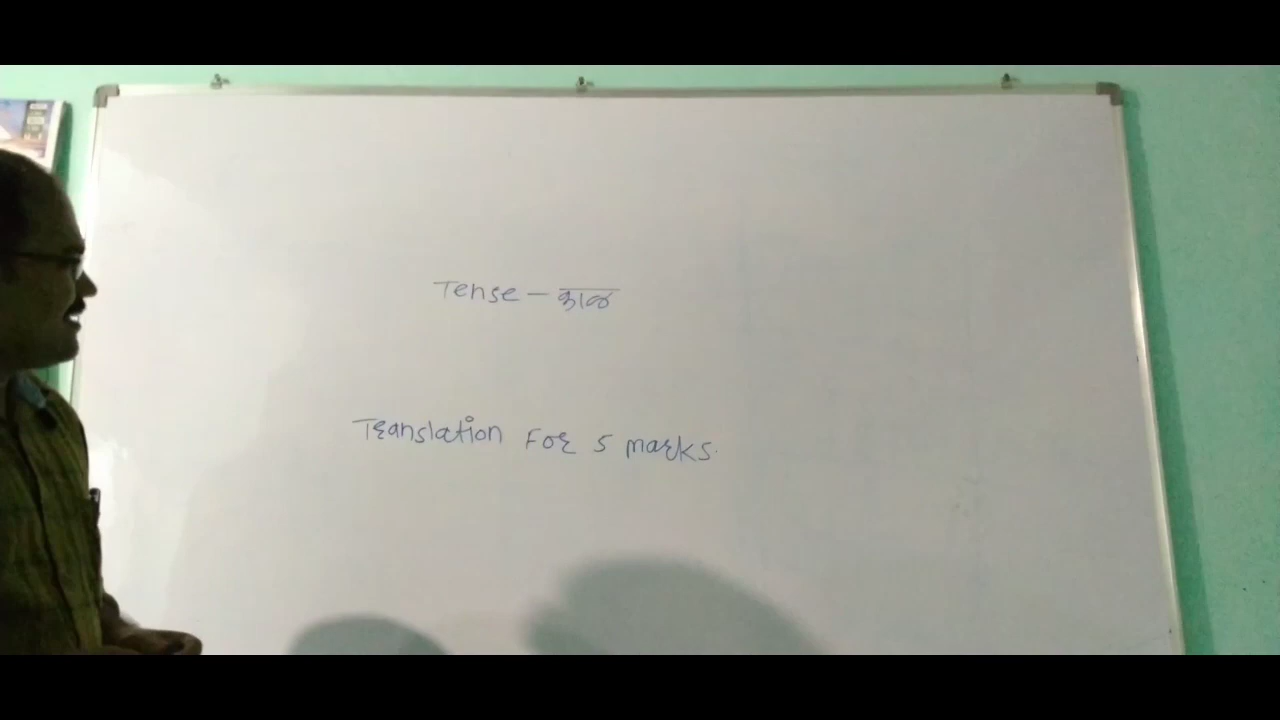 Tense – काल
Translation For 5 marks.